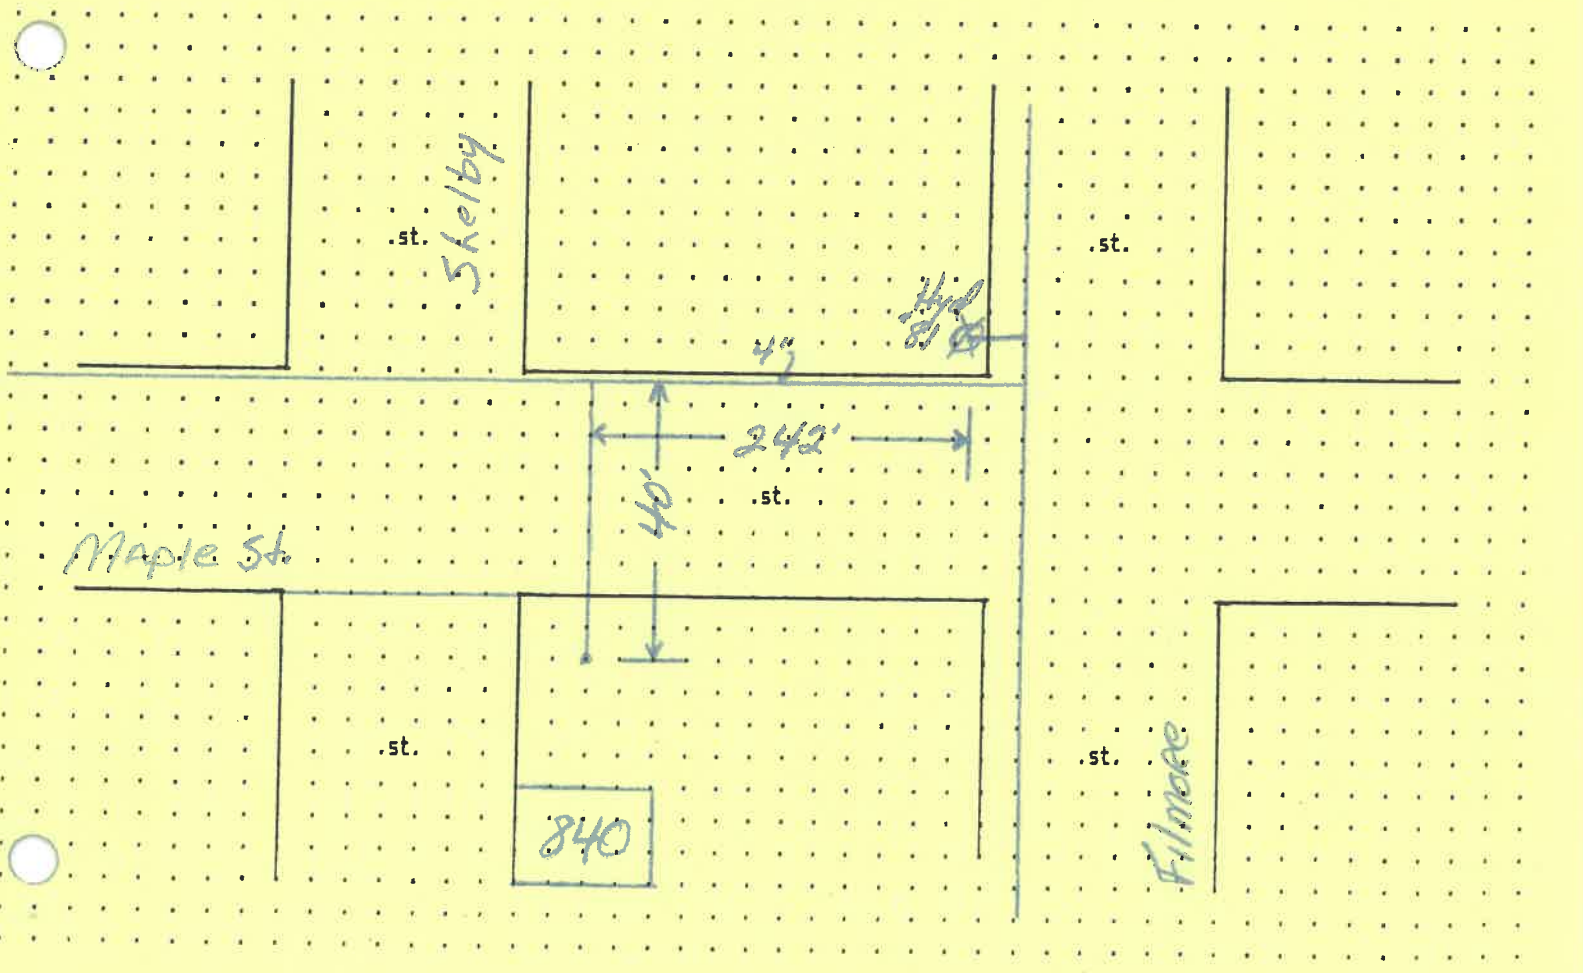 Shelby
.st.
.st.
Hyd
81
4"
242'
40'
.st.
Maple St.
.st.
.st.
Filmore
840